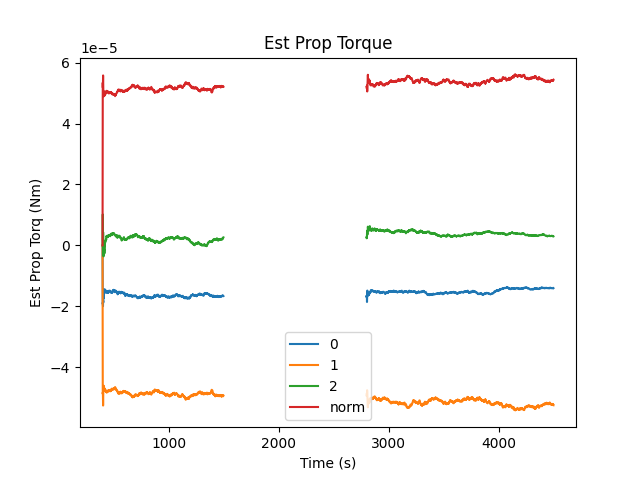 Est Prop Torque
1e−5
6
4
2
0
−2
−4
Est Prop Torq (Nm)
0
1
2
norm
1000
2000
3000
4000
Time (s)